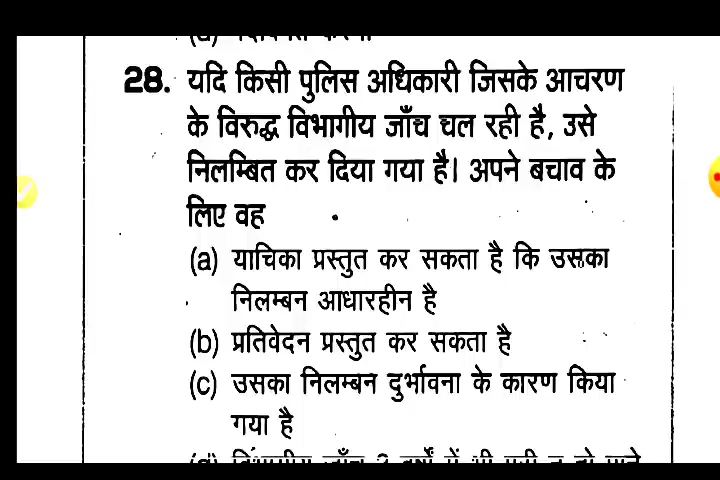 28. यदि किसी पुलिस अधिकारी जिसके आचरण
के विरुद्ध विभागीय जाँच चल रही है, उसे
निलम्बित कर दिया गया है। अपने बचाव के
लिए वह
(a) याचिका प्रस्तुत कर सकता है कि उसका
निलम्बन आधारहीन है
(b) प्रतिवेदन प्रस्तुत कर सकता है
(c) उसका निलम्बन दुर्भावना के कारण किया
गया है
(d) विभागीय जाँच